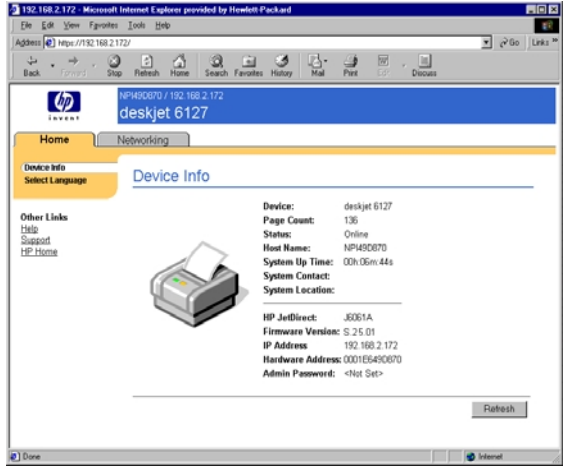 192.168.2.172 - Microsoft Internet Explorer provided by Hewlett-Packard
File Edit View Favorites Tools Help
Address https://192.168.2.172/ Go Links »
Back Forward Stop Refresh Home Search Favorites History Mail Print Edit Discuss
hp
invent
NPI49D870 / 192.168.2.172
deskjet 6127
Home Networking
Device Info
Select Language
Other Links
Help
Support
HP Home
Device Info
Device: deskjet 6127
Page Count: 136
Status: Online
Host Name: NPI49D870
System Up Time: 00h:06m:44s
System Contact:
System Location:
HP JetDirect: J6061A
Firmware Version: S.25.01
IP Address 192.168.2.172
Hardware Address: 0001E649D870
Admin Password: <Not Set>
Refresh
Done Internet